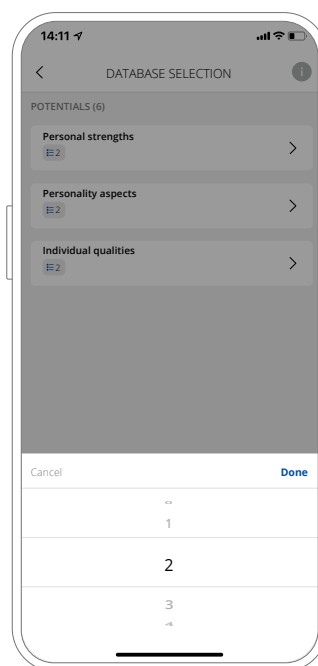 14:11
DATABASE SELECTION
i
POTENTIALS (6)
Personal strengths
2
Personality aspects
2
Individual qualities
2
Cancel Done
1
2
3